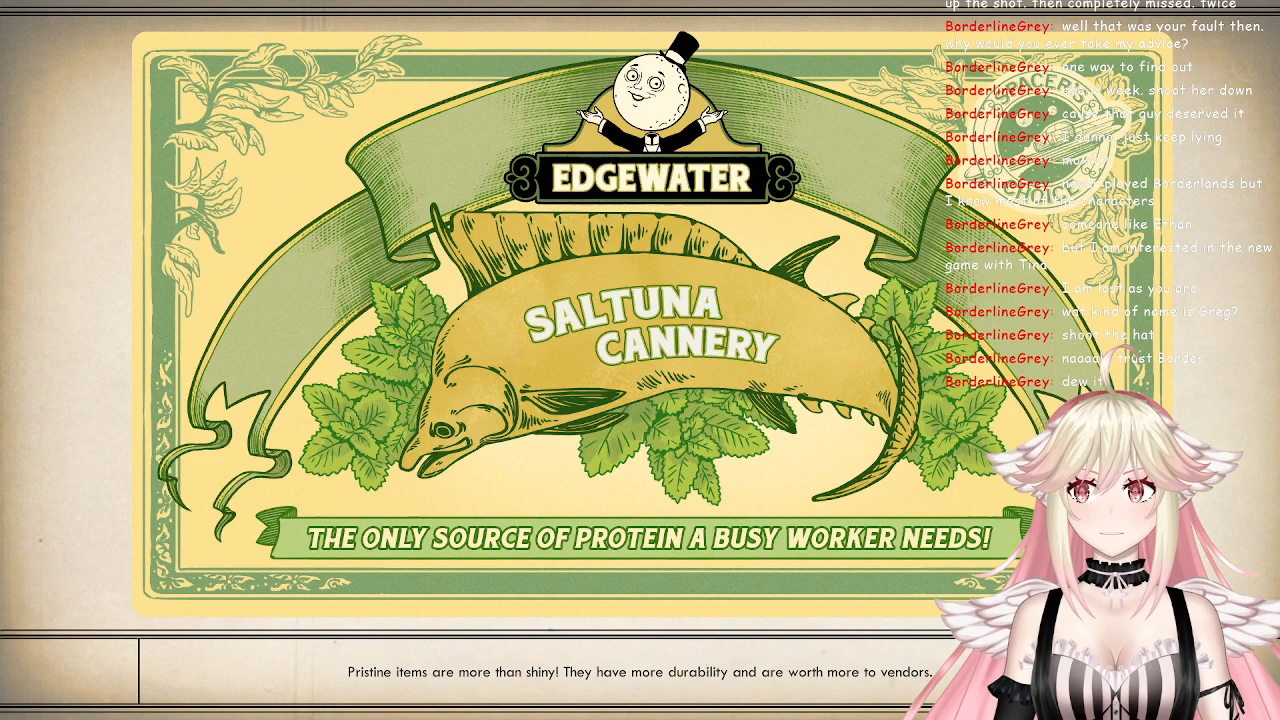 up the shot. then completely missed. twice
BorderlineGrey: well that was your fault then.
why would you ever take my advice?
BorderlineGrey: one way to find out
BorderlineGrey: week. shoot her down
BorderlineGrey: cause that guy deserved it
BorderlineGrey: I dunno just keep lying
BorderlineGrey:
BorderlineGrey: never played Borderlands but
I know most of the characters
BorderlineGrey: someone like Ethan
BorderlineGrey: but I am interested in the new
game with Tina
BorderlineGrey: I am lost as you are
BorderlineGrey: wat kind of name is Greg?
BorderlineGrey: shoot the hat
BorderlineGrey: naaaay trust Border
BorderlineGrey: dew it
SPACER'S
CHOICE
EDGEWATER
SALTUNA
CANNERY
THE ONLY SOURCE OF PROTEIN A BUSY WORKER NEEDS!
Pristine items are more than shiny! They have more durability and are worth more to vendors.